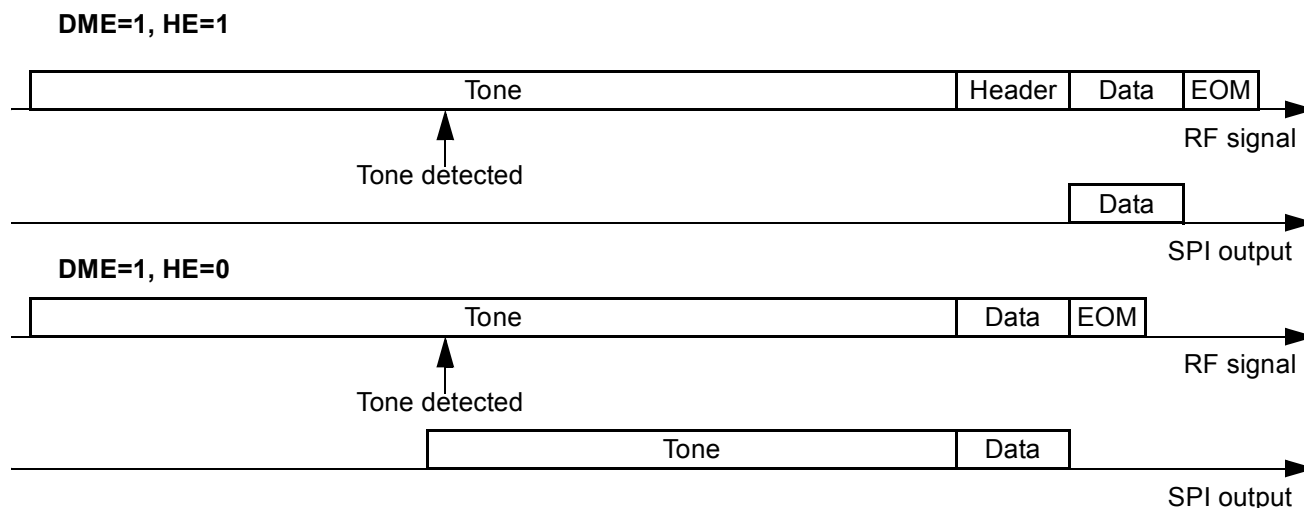 DME=1, HE=1
Tone Header Data EOM
RF signal
Tone detected
Data
SPI output
DME=1, HE=0
Tone Data EOM
RF signal
Tone detected
Tone Data
SPI output